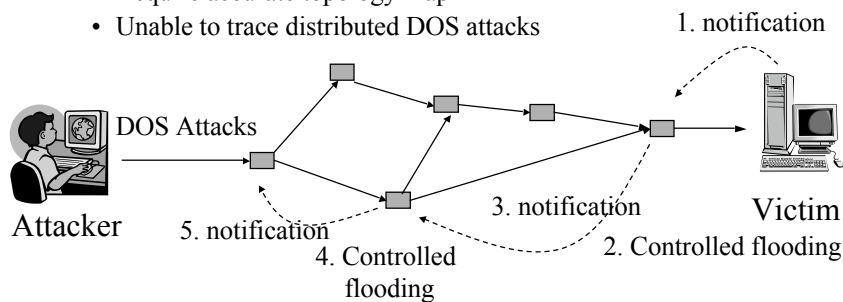 • Unable to trace distributed DOS attacks
1. notification
DOS Attacks
Attacker
5. notification
4. Controlled
flooding
3. notification
Victim
2. Controlled flooding